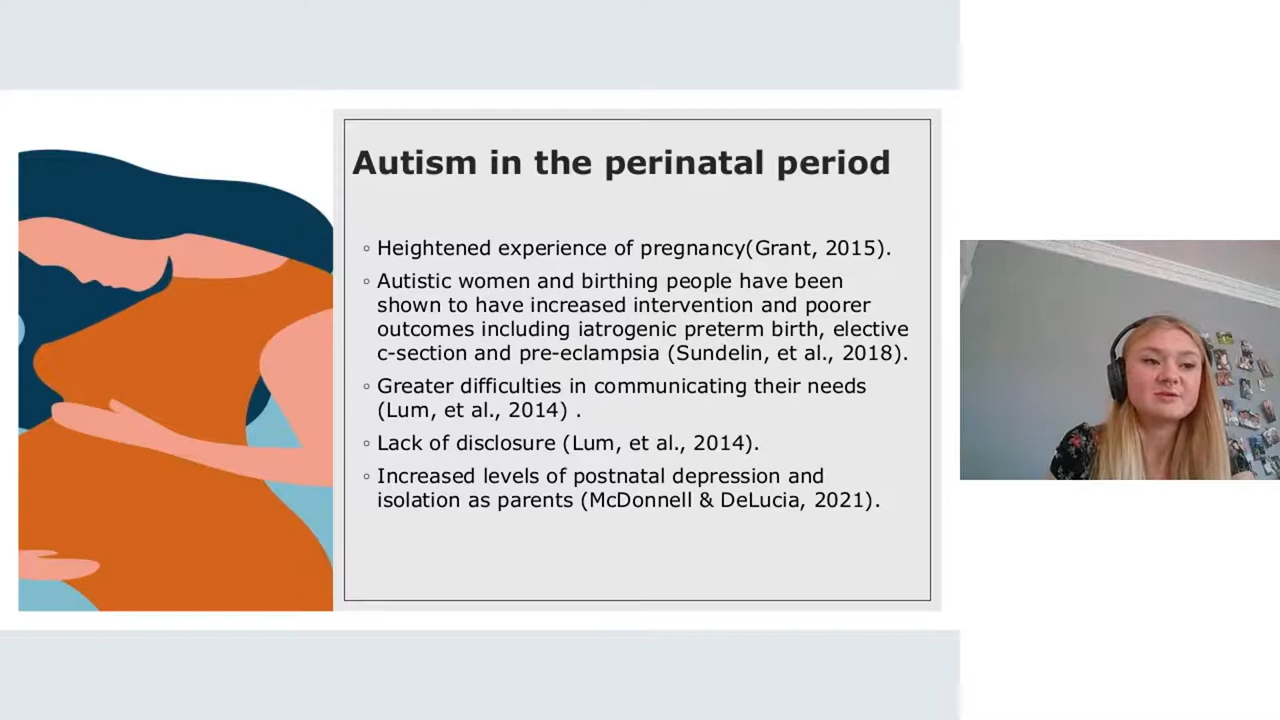 Autism in the perinatal period
◦ Heightened experience of pregnancy(Grant, 2015).
◦ Autistic women and birthing people have been
shown to have increased intervention and poorer
outcomes including iatrogenic preterm birth, elective
c-section and pre-eclampsia (Sundelin, et al., 2018).
◦ Greater difficulties in communicating their needs
(Lum, et al., 2014) .
◦ Lack of disclosure (Lum, et al., 2014).
◦ Increased levels of postnatal depression and
isolation as parents (McDonnell & DeLucia, 2021).